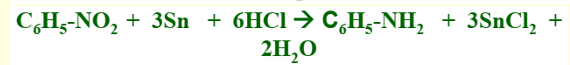 C₆H₅-NO₂ + 3Sn + 6HCl → C₆H₅-NH₂ + 3SnCl₂ +
2H₂O